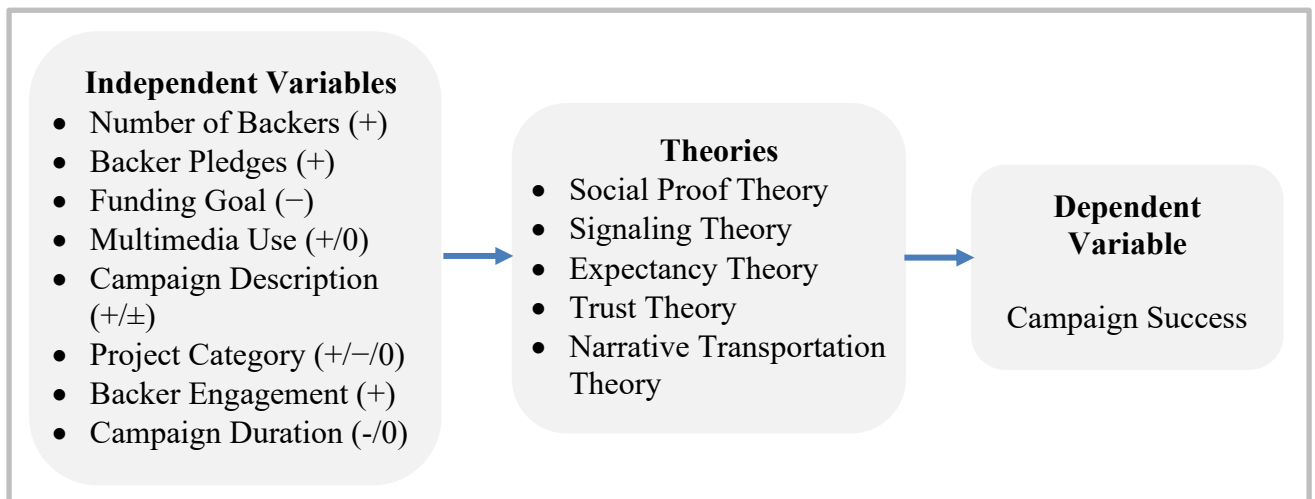 Independent Variables
• Number of Backers (+)
• Backer Pledges (+)
• Funding Goal (−)
• Multimedia Use (+/0)
• Campaign Description
(+/±)
• Project Category (+/−/0)
• Backer Engagement (+)
• Campaign Duration (-/0)
Theories
• Social Proof Theory
• Signaling Theory
• Expectancy Theory
• Trust Theory
• Narrative Transportation
Theory
Dependent
Variable
Campaign Success